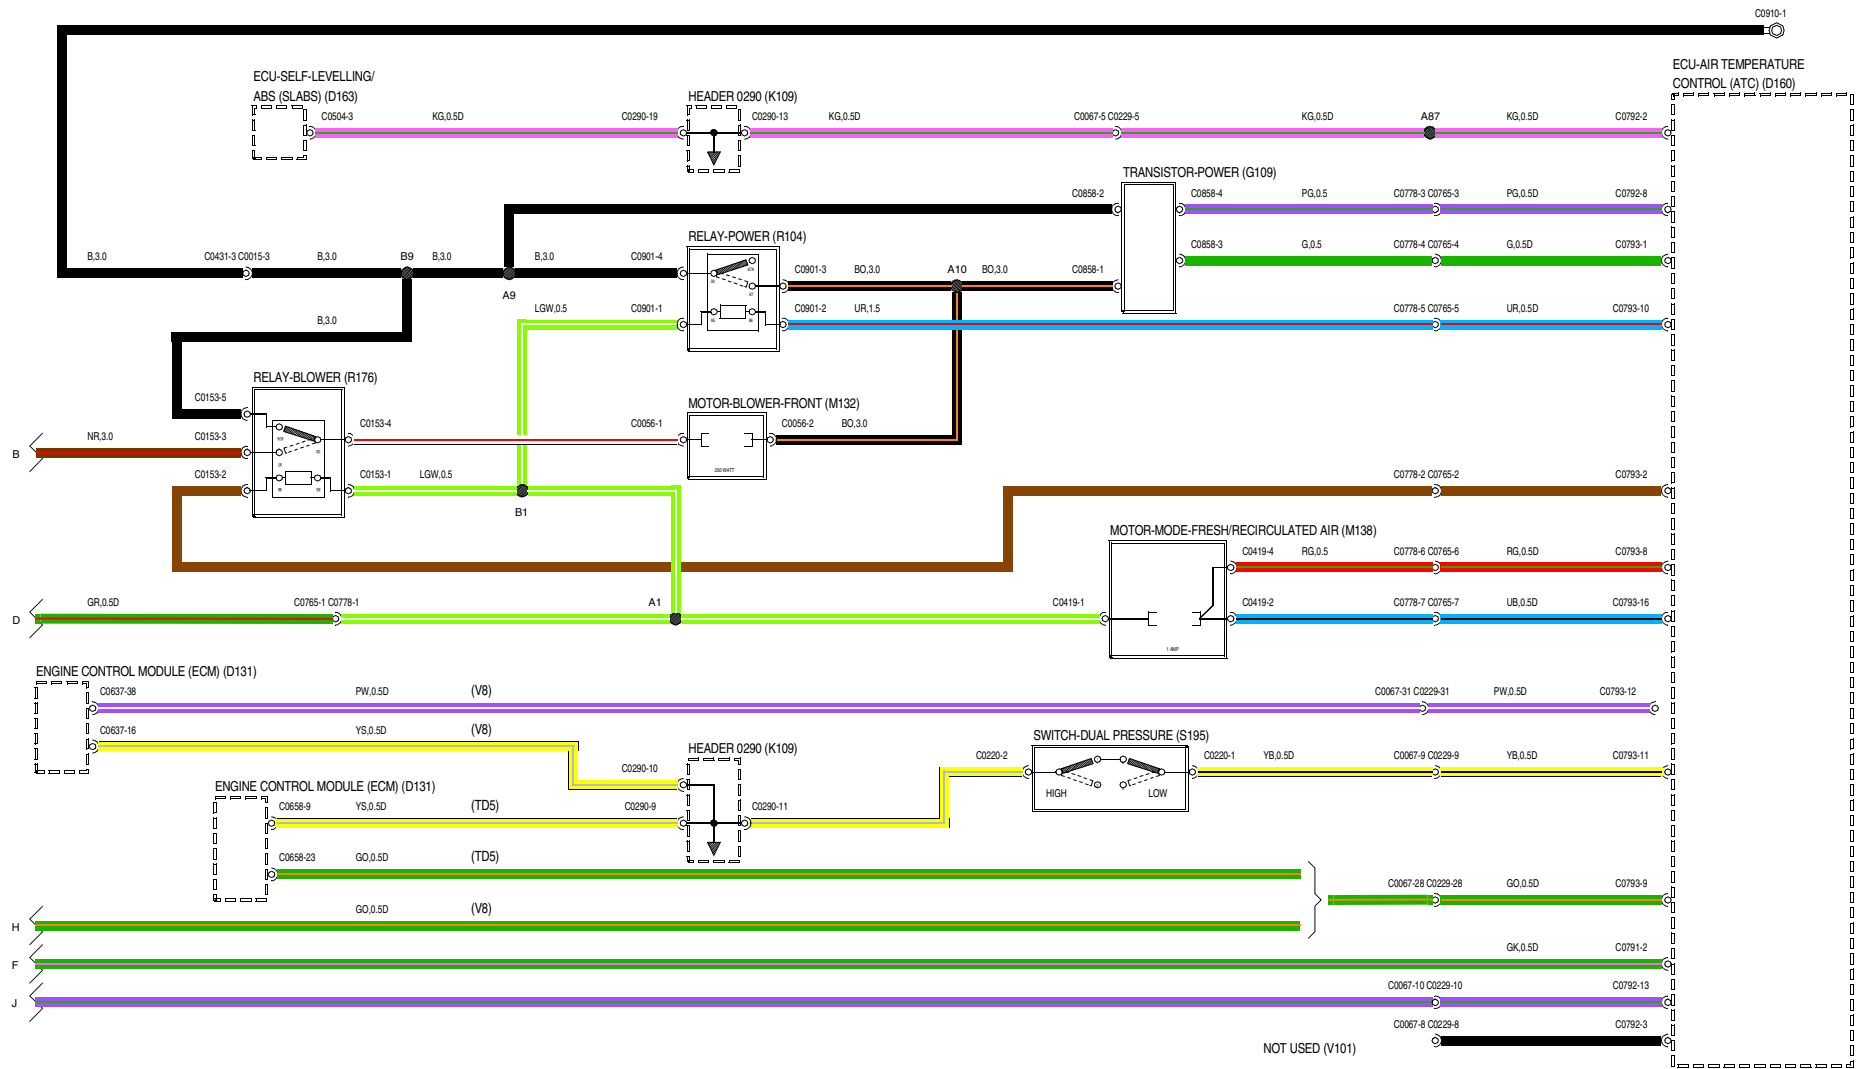 C0910-1
ECU-SELF-LEVELLING/
ABS (SLABS) (D163)
ECU-AIR TEMPERATURE
CONTROL (ATC) (D160)
HEADER 0290 (K109)
C0504-3 KG,0.5D C0290-19 C0290-13 KG,0.5D C0067-5 C0229-5 KG,0.5D A87 KG,0.5D C0792-2
TRANSISTOR-POWER (G109)
C0858-2 C0858-4 PG,0.5 C0778-3 C0765-3 PG,0.5D C0792-8
RELAY-POWER (R104)
C0858-3 G,0.5 C0778-4 C0765-4 G,0.5D C0793-1
B,3.0 C0431-3 C0015-3 B,3.0 B9 B,3.0 B,3.0 C0901-4
C0901-3 BO,3.0 A10 BO,3.0 C0858-1
A9
LGW,0.5 C0901-1 C0901-2 UR,1.5 C0778-5 C0765-5 UR,0.5D C0793-10
30
87
85 86
B,3.0
RELAY-BLOWER (R176)
C0153-5
MOTOR-BLOWER-FRONT (M132)
C0153-4 C0056-1 C0056-2 BO,3.0
B NR,3.0 C0153-3
250 WATT
C0153-2 C0153-1 LGW,0.5 C0778-2 C0765-2 C0793-2
B1
MOTOR-MODE-FRESH/RECIRCULATED AIR (M138)
C0419-4 RG,0.5 C0778-6 C0765-6 RG,0.5D C0793-8
D GR,0.5D C0765-1 C0778-1 A1 C0419-1 C0419-2 C0778-7 C0765-7 UB,0.5D C0793-16
1 AMP
ENGINE CONTROL MODULE (ECM) (D131)
C0637-38 PW,0.5D (V8) C0067-31 C0229-31 PW,0.5D C0793-12
C0637-16 YS,0.5D (V8)
HEADER 0290 (K109)
SWITCH-DUAL PRESSURE (S195)
C0290-10 C0220-2 C0220-1 YB,0.5D C0067-9 C0229-9 YB,0.5D C0793-11
HIGH LOW
ENGINE CONTROL MODULE (ECM) (D131)
C0658-9 YS,0.5D (TD5) C0290-9 C0290-11
C0658-23 GO,0.5D (TD5)
C0067-28 C0229-28 GO,0.5D C0793-9
H GO,0.5D (V8)
F GK,0.5D C0791-2
J C0067-10 C0229-10 C0792-13
C0067-8 C0229-8 C0792-3
NOT USED (V101)